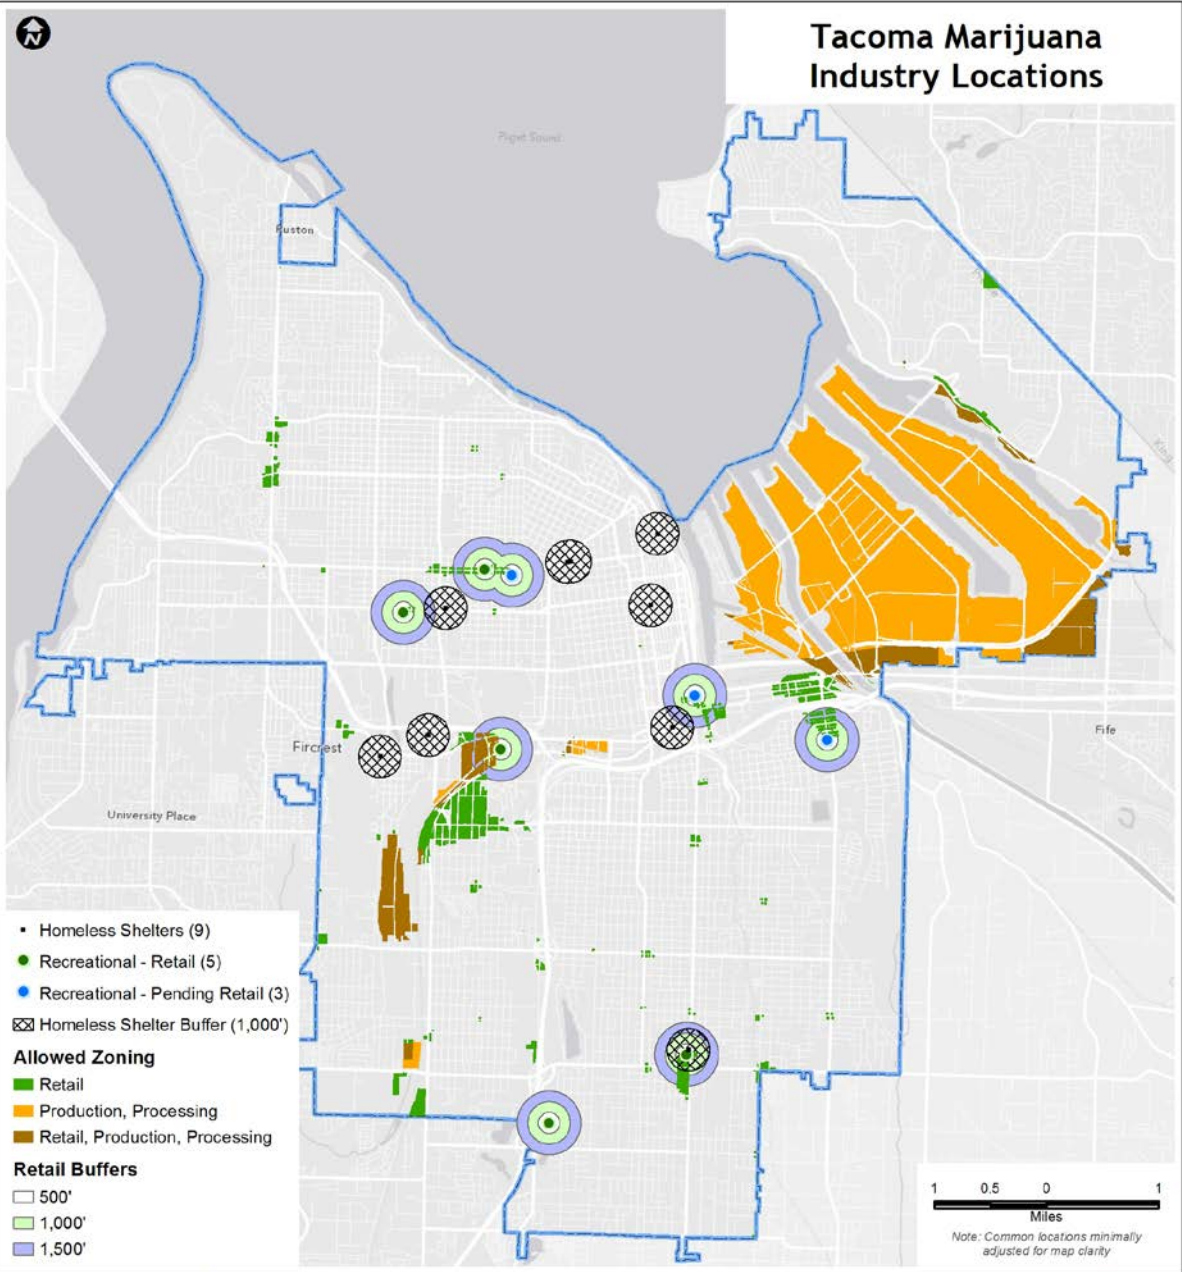 N
Tacoma Marijuana
Industry Locations
Puget Sound
Ruston
King
Fircrest
Fife
University Place
Homeless Shelters (9)
Recreational - Retail (5)
Recreational - Pending Retail (3)
Homeless Shelter Buffer (1,000')
Allowed Zoning
Retail
Production, Processing
Retail, Production, Processing
Retail Buffers
500'
1,000'
1,500'
1 0.5 0 1
Miles
Note: Common locations minimally
adjusted for map clarity